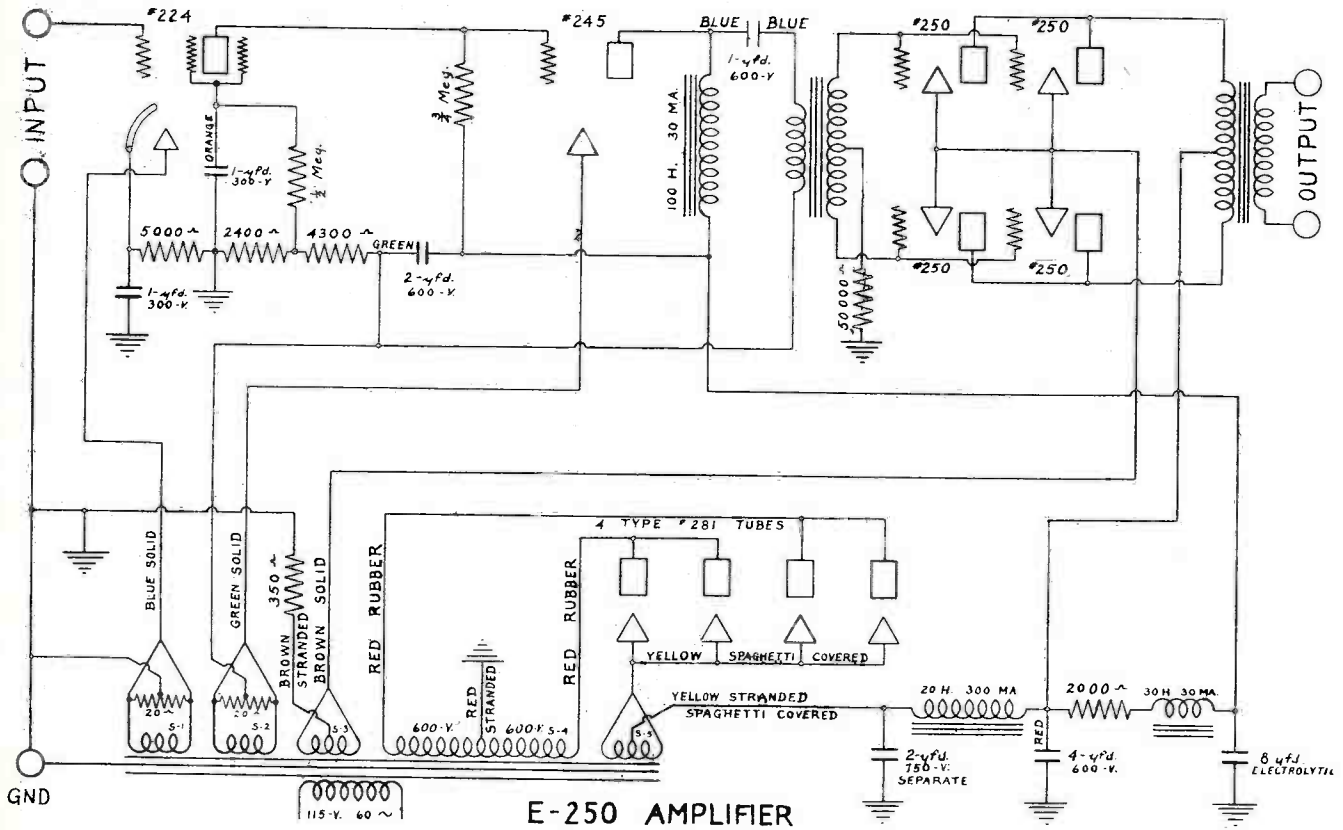 #224
#245
BLUE
BLUE
1-μfd.
600-V
#250
#250
INPUT
ORANGE
1-μfd.
300-V
½ Meg.
¾ Meg.
100 H. 30 MA.
OUTPUT
5000 Ω
2400 Ω
4300 Ω
GREEN
2-μfd.
600-V.
1-μfd.
300-V.
#250
#250
50000 Ω
BLUE SOLID
GREEN SOLID
350 Ω
BROWN STRANDED
BROWN SOLID
RED RUBBER
RED STRANDED
RED RUBBER
4 TYPE #281 TUBES
YELLOW SPAGHETTI COVERED
YELLOW STRANDED
SPAGHETTI COVERED
20 H. 300 MA
2000 Ω
30 H 30 MA.
20 Ω
S-1
20 Ω
S-2
S-3
600-V.
600-V.
S-4
S-5
RED
2-μfd.
750-V.
SEPARATE
4-μfd.
600-V.
8 μfd.
ELECTROLYTIC
GND
115-V. 60 ~
E-250 AMPLIFIER